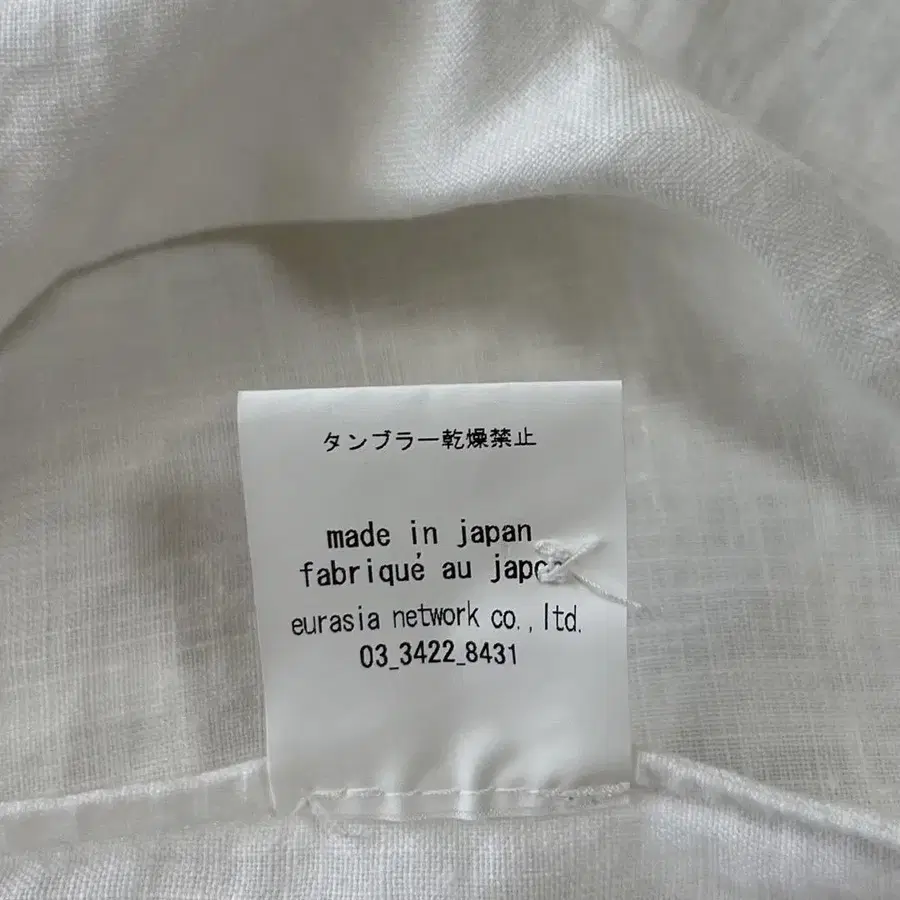 タンブラー乾燥禁止
made in japan
fabriqué au
eurasia network co., ltd.
03_3422_8431